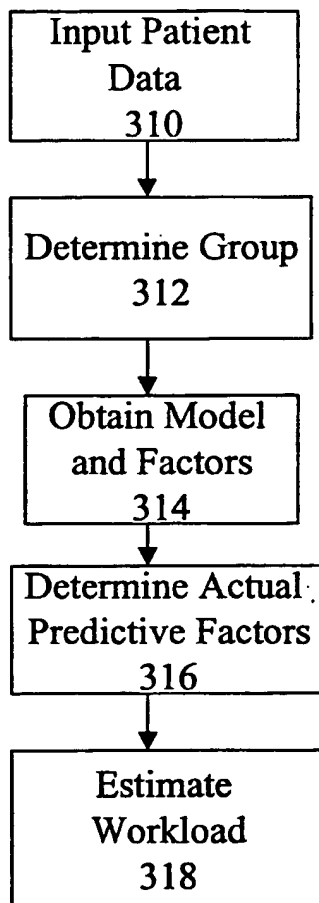 Input Patient
Data
310
Determine Group
312
Obtain Model
and Factors
314
Determine Actual
Predictive Factors
316
Estimate
Workload
318